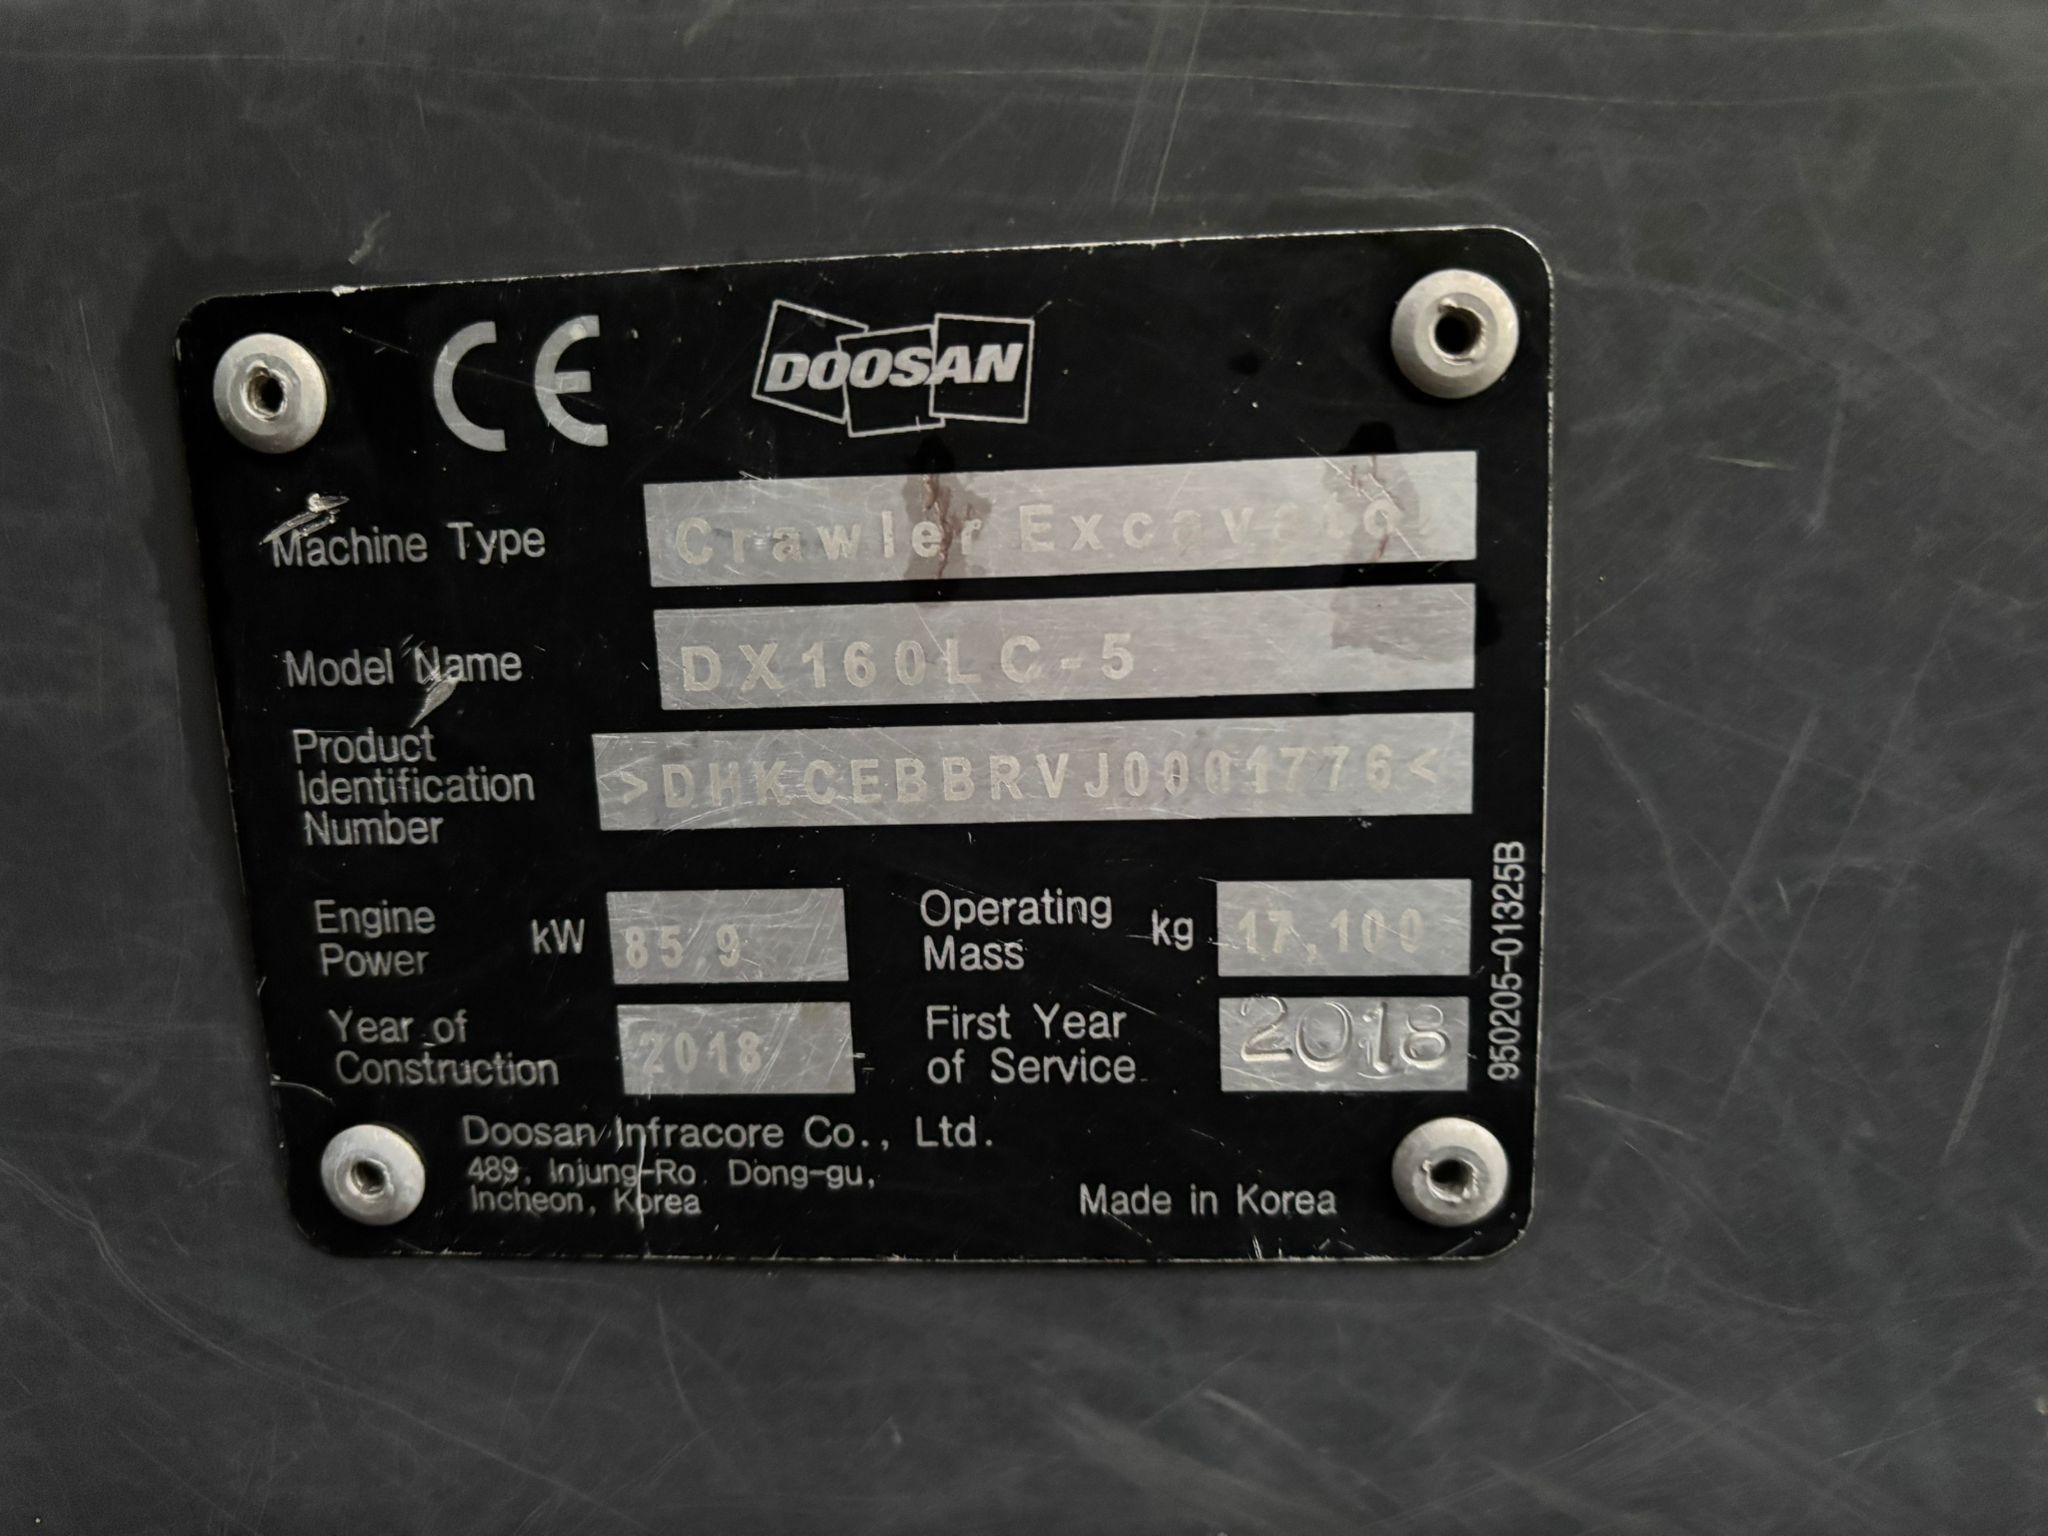 CE
DOOSAN
Machine Type Crawler Excavator
Model Name DX160LC-5
Product
Identification
Number
>DHKCEBBRVJ0001776<
Engine
Power
kW 85.9
Operating
Mass
kg 17,100
Year of
Construction
2018
First Year
of Service
2018
Doosan Infracore Co., Ltd.
489, Injung-Ro. Dong-gu,
Incheon, Korea
Made in Korea
950205-01325B